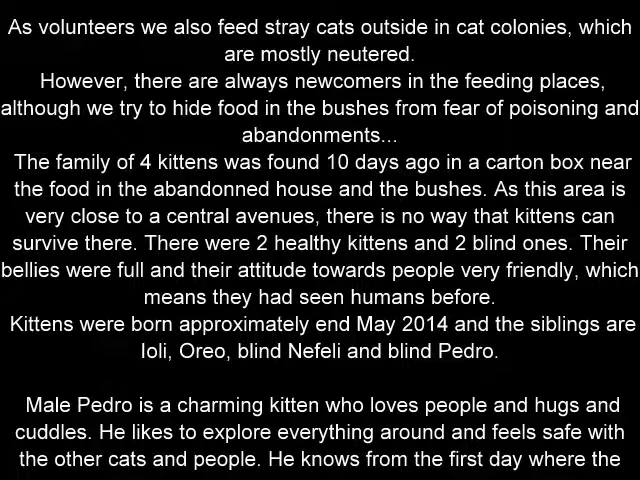 As volunteers we also feed stray cats outside in cat colonies, which
are mostly neutered.
However, there are always newcomers in the feeding places,
although we try to hide food in the bushes from fear of poisoning and
abandonments...
The family of 4 kittens was found 10 days ago in a carton box near
the food in the abandonned house and the bushes. As this area is
very close to a central avenues, there is no way that kittens can
survive there. There were 2 healthy kittens and 2 blind ones. Their
bellies were full and their attitude towards people very friendly, which
means they had seen humans before.
Kittens were born approximately end May 2014 and the siblings are
Ioli, Oreo, blind Nefeli and blind Pedro.
Male Pedro is a charming kitten who loves people and hugs and
cuddles. He likes to explore everything around and feels safe with
the other cats and people. He knows from the first day where the